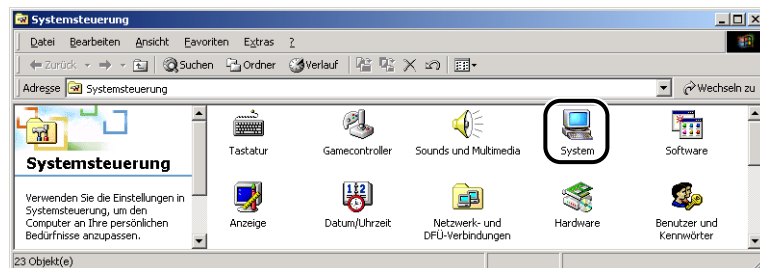 Systemsteuerung
Datei Bearbeiten Ansicht Favoriten Extras ?
Zurück Suchen Ordner Verlauf
Adresse Systemsteuerung Wechseln zu
Systemsteuerung
Verwenden Sie die Einstellungen in
Systemsteuerung, um den
Computer an Ihre persönlichen
Bedürfnisse anzupassen.
Tastatur Gamecontroller Sounds und Multimedia System Software
Anzeige Datum/Uhrzeit Netzwerk- und
DFÜ-Verbindungen Hardware Benutzer und
Kennwörter
23 Objekt(e)